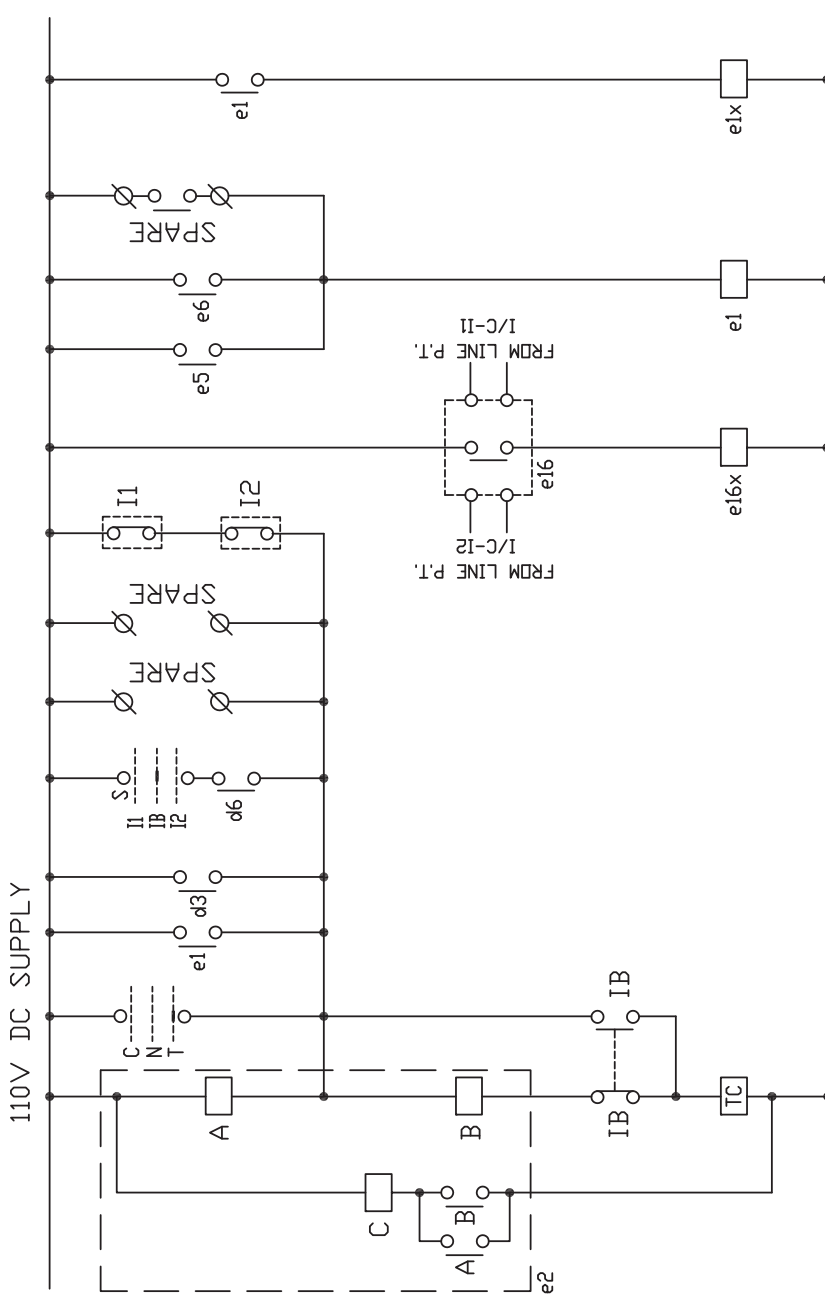 110V DC SUPPLY
e1
e1x
SPARE
e6
e5
e1
FROM LINE P.T.
I/C-I1
e16
e16x
FROM LINE P.T.
I/C-I2
I1
I2
SPARE
SPARE
S
I1
IB
I2
d6
d3
e1
C
N
T
A
B
IB
IB
TC
C
B
A
e2